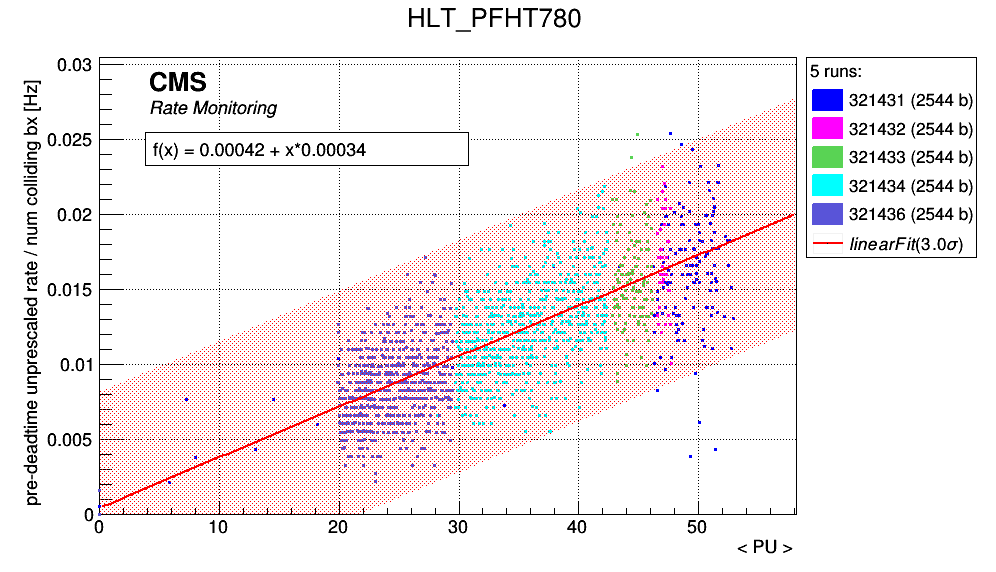 HLT_PFHT780
pre-deadtime unprescaled rate / num colliding bx [Hz]
0.03
0.025
0.02
0.015
0.01
0.005
0
CMS
Rate Monitoring
f(x) = 0.00042 + x*0.00034
0 10 20 30 40 50
< PU >
5 runs:
321431 (2544 b)
321432 (2544 b)
321433 (2544 b)
321434 (2544 b)
321436 (2544 b)
linearFit(3.0σ)